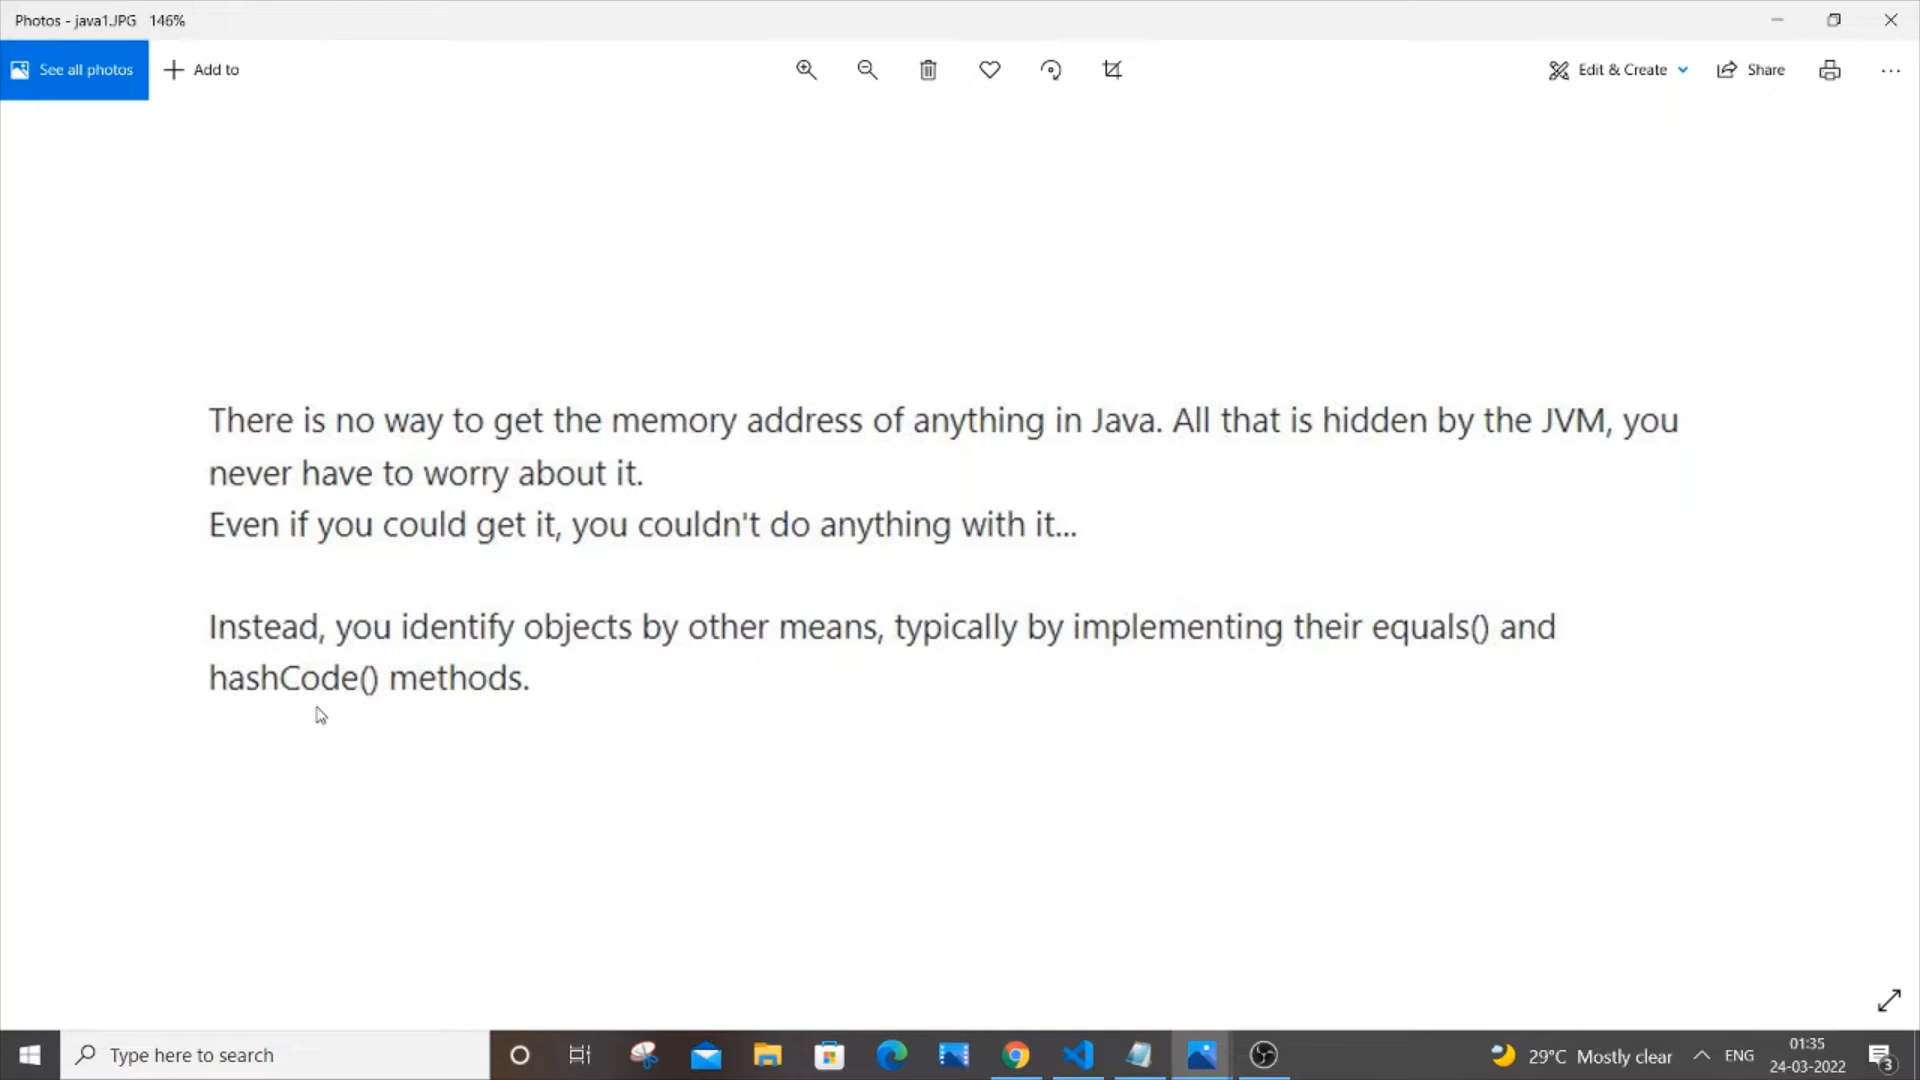 Photos - java1.JPG 146%
See all photos
Add to
Edit & Create
Share
There is no way to get the memory address of anything in Java. All that is hidden by the JVM, you
never have to worry about it.
Even if you could get it, you couldn't do anything with it...
Instead, you identify objects by other means, typically by implementing their equals() and
hashCode() methods.
Type here to search
29°C Mostly clear
ENG
01:35
24-03-2022
3